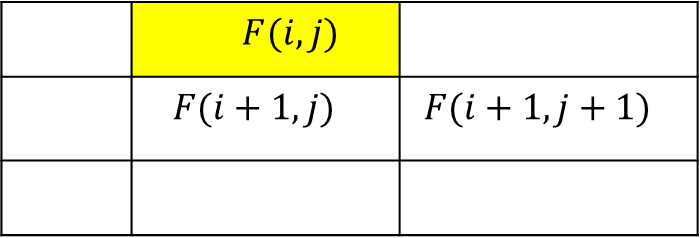 F(i, j)
F(i + 1, j) F(i + 1, j + 1)